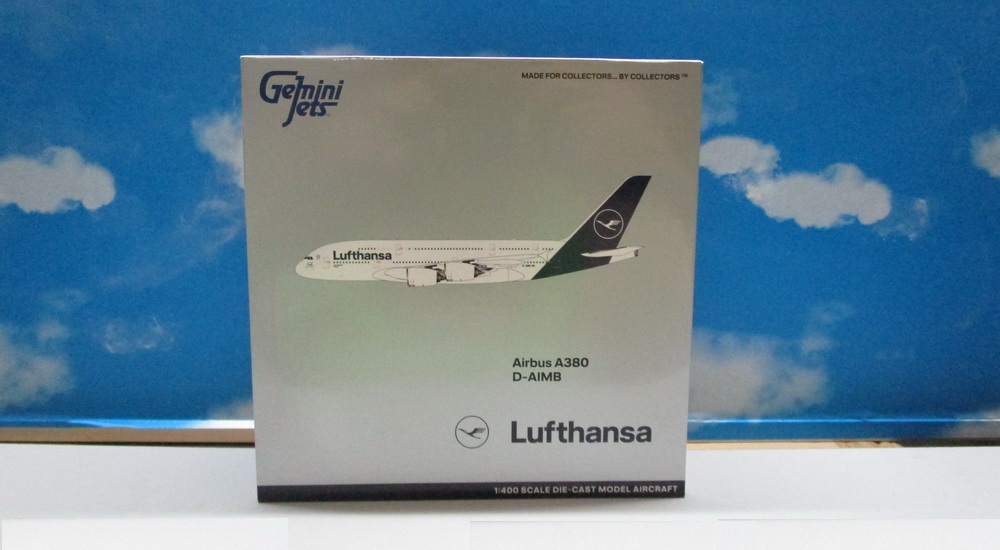 Gemini
Jets
MADE FOR COLLECTORS... BY COLLECTORS™
Lufthansa
Airbus A380
D-AIMB
Lufthansa
1:400 SCALE DIE-CAST MODEL AIRCRAFT